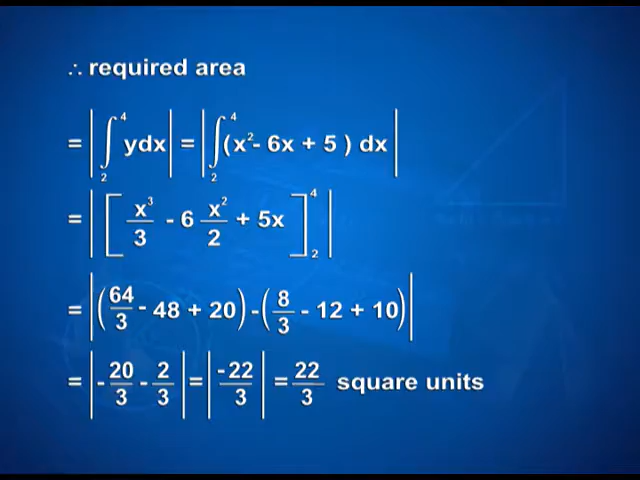 ∴ required area
= | ∫₂⁴ ydx | = | ∫₂⁴ (x² - 6x + 5 ) dx |
= | [ x³/3 - 6 x²/2 + 5x ]₂⁴ |
= | (64/3 - 48 + 20) - (8/3 - 12 + 10) |
= | - 20/3 - 2/3 | = | -22/3 | = 22/3 square units